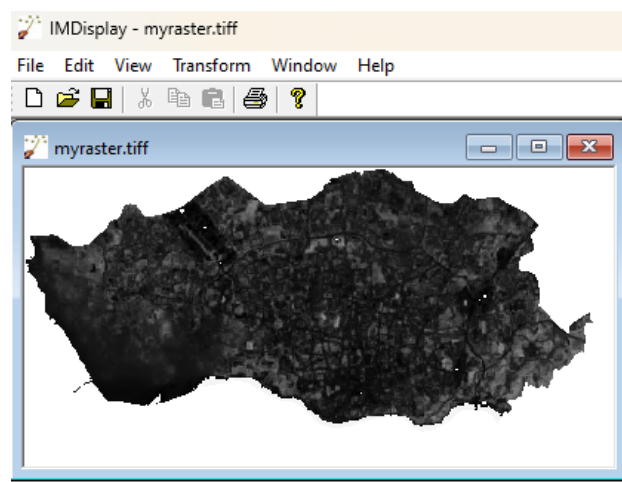 IMDisplay - myraster.tiff
File Edit View Transform Window Help
myraster.tiff